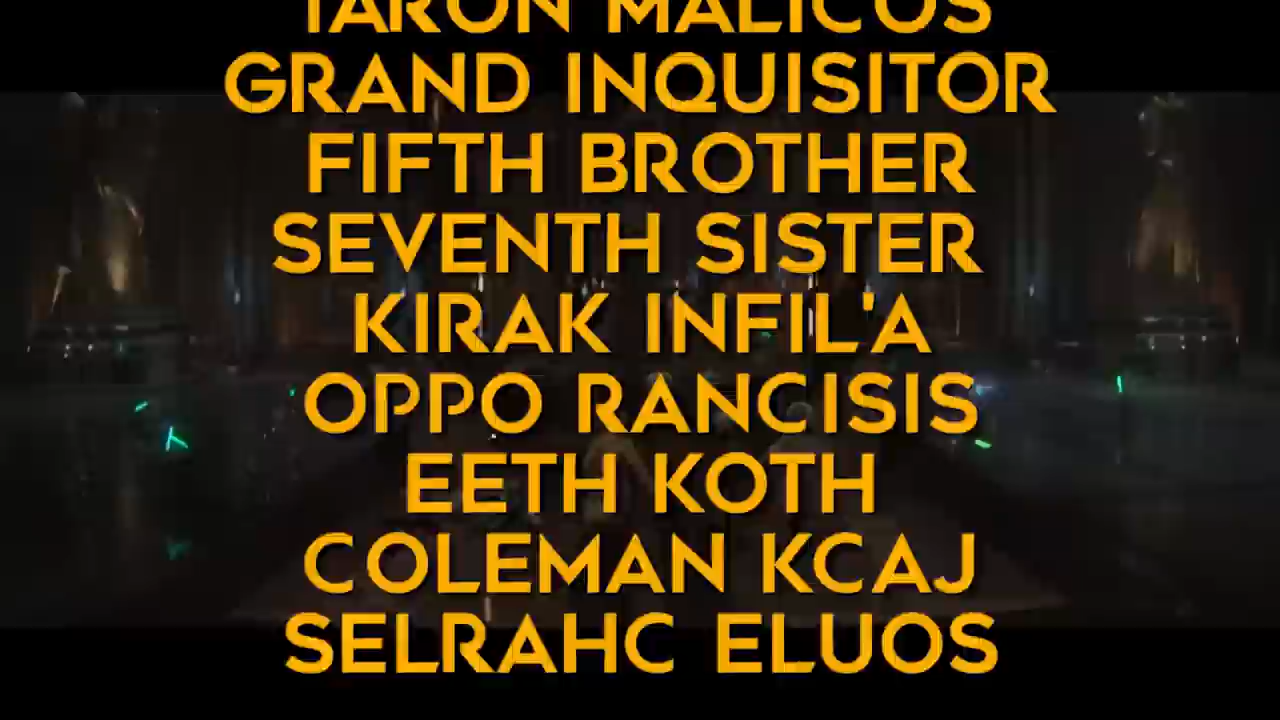 TARON MALICOS
GRAND INQUISITOR
FIFTH BROTHER
SEVENTH SISTER
KIRAK INFIL'A
OPPO RANCISIS
EETH KOTH
COLEMAN KCAJ
SELRAHC ELUOS